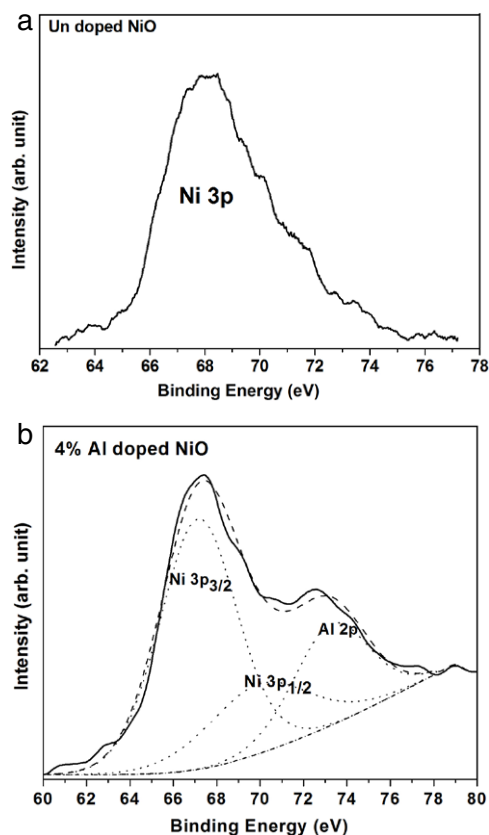 a
Un doped NiO
Intensity (arb. unit)
Ni 3p
62 64 66 68 70 72 74 76 78
Binding Energy (eV)
b
4% Al doped NiO
Intensity (arb. unit)
Ni 3p3/2
Al 2p
Ni 3p1/2
60 62 64 66 68 70 72 74 76 78 80
Binding Energy (eV)